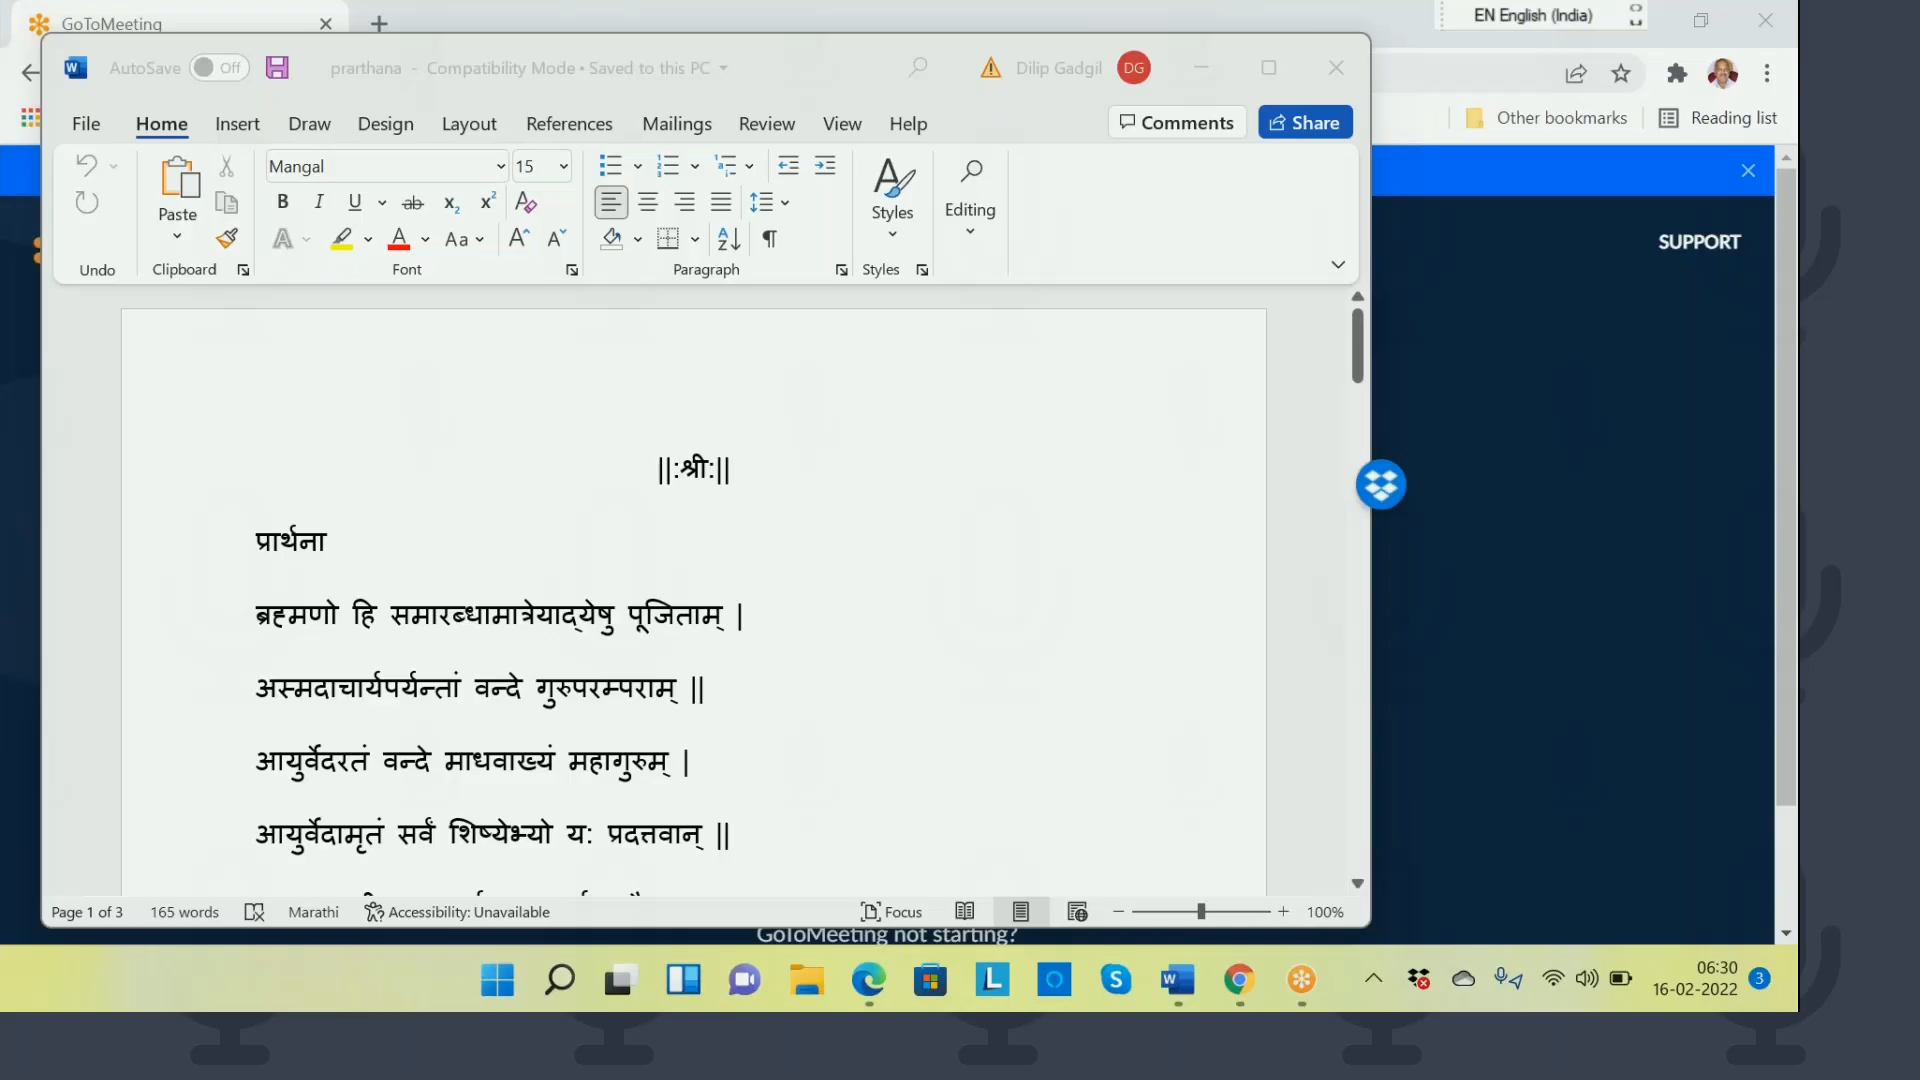 GoToMeeting
EN English (India)
AutoSave Off
prarthana - Compatibility Mode • Saved to this PC
Dilip Gadgil DG
File Home Insert Draw Design Layout References Mailings Review View Help
Comments Share
Other bookmarks Reading list
Mangal 15
Paste
Styles
Editing
Undo Clipboard Font Paragraph Styles
SUPPORT
||:श्री:||
प्रार्थना
ब्रह्मणो हि समारब्धामात्रेयाद्येषु पूजिताम् |
अस्मदाचार्यपर्यन्तां वन्दे गुरुपरम्पराम् ||
आयुर्वेदरतं वन्दे माधवाख्यं महागुरुम् |
आयुर्वेदामृतं सर्वं शिष्येभ्यो य: प्रदत्तवान् ||
Page 1 of 3 165 words Marathi Accessibility: Unavailable Focus 100%
GoToMeeting not starting?
06:30
16-02-2022 3